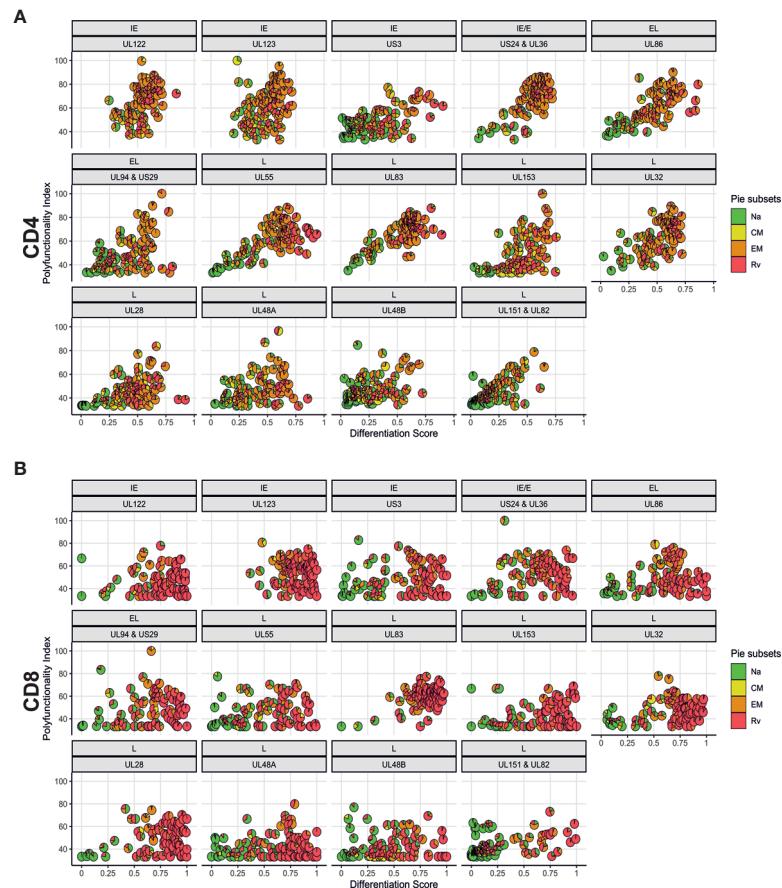 A
IE IE IE IE/E EL
UL122 UL123 US3 US24 & UL36 UL86
100
80
60
40
EL L L L L
UL94 & US29 UL55 UL83 UL153 UL32
CD4
Polyfunctionality Index
100
80
60
40
Pie subsets
Na
CM
EM
Rv
L L L L
UL28 UL48A UL48B UL151 & UL82
100
80
60
40
0 0.25 0.5 0.75 1 0 0.25 0.5 0.75 1 0 0.25 0.5 0.75 1 0 0.25 0.5 0.75 1 0 0.25 0.5 0.75 1
Differentiation Score
B
IE IE IE IE/E EL
UL122 UL123 US3 US24 & UL36 UL86
100
80
60
40
EL L L L L
UL94 & US29 UL55 UL83 UL153 UL32
CD8
Polyfunctionality Index
100
80
60
40
Pie subsets
Na
CM
EM
Rv
L L L L
UL28 UL48A UL48B UL151 & UL82
100
80
60
40
0 0.25 0.5 0.75 1 0 0.25 0.5 0.75 1 0 0.25 0.5 0.75 1 0 0.25 0.5 0.75 1 0 0.25 0.5 0.75 1
Differentiation Score